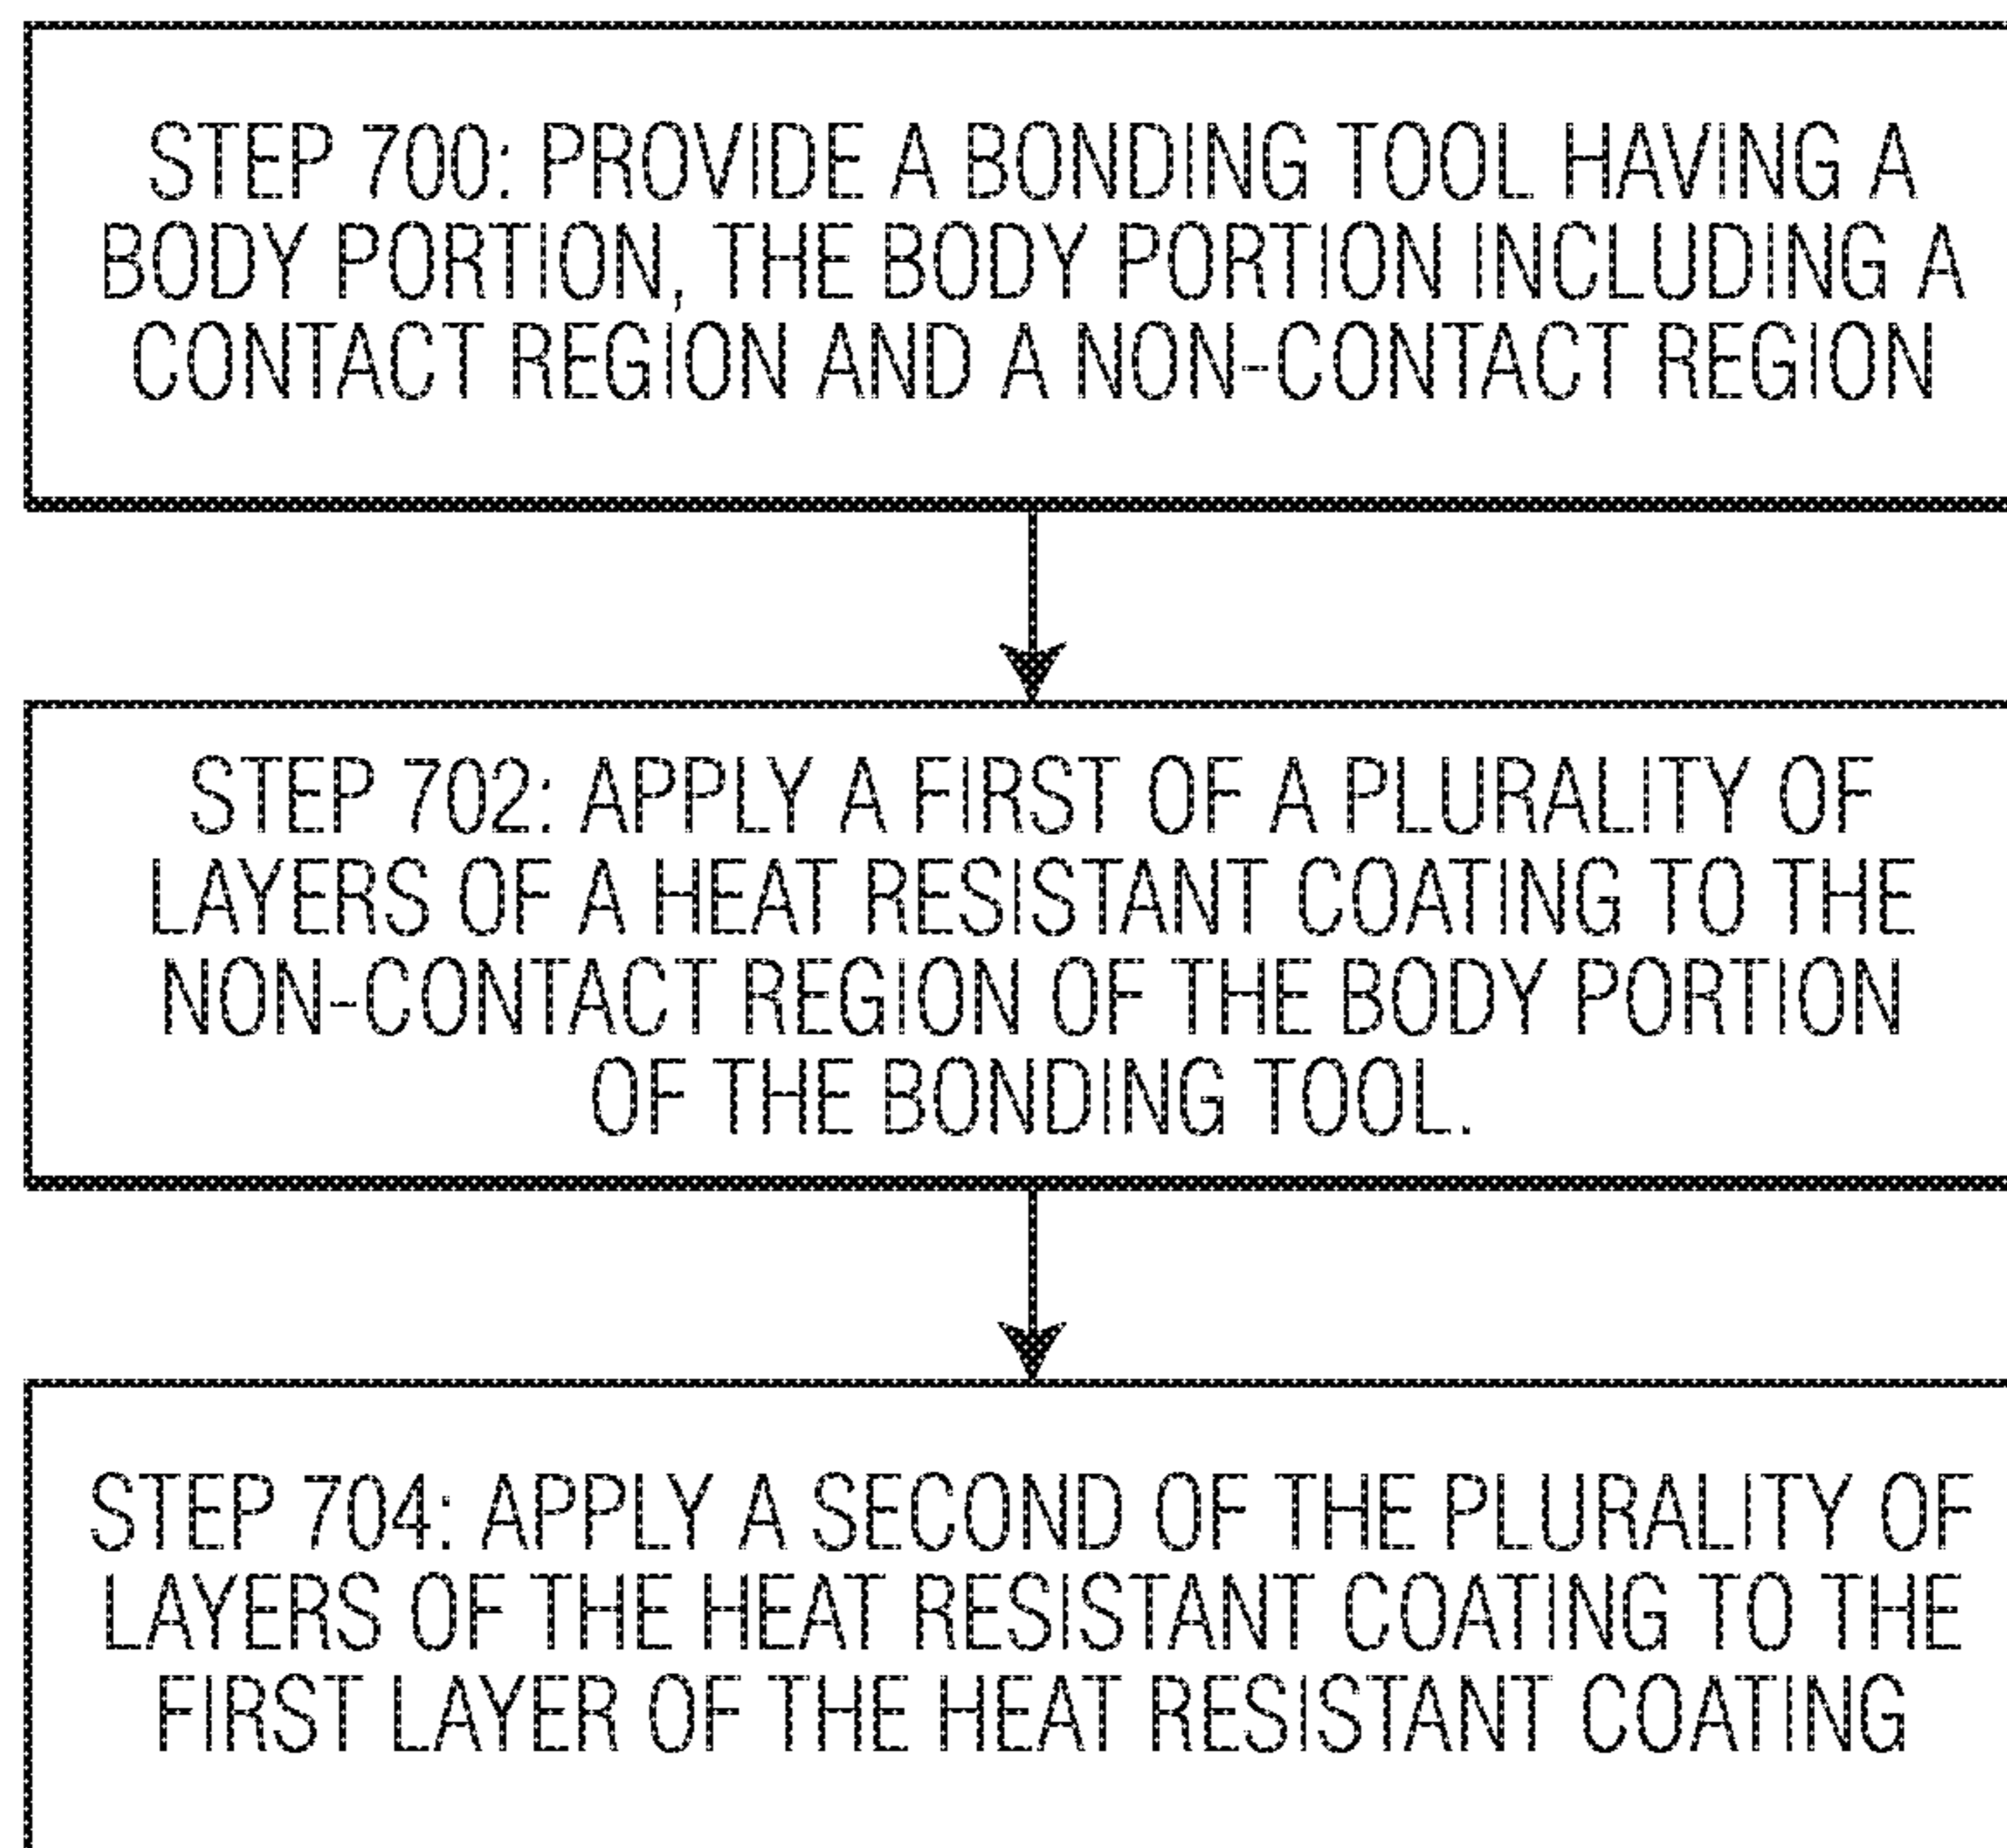 STEP 700: PROVIDE A BONDING TOOL HAVING A
BODY PORTION, THE BODY PORTION INCLUDING A
CONTACT REGION AND A NON-CONTACT REGION
STEP 702: APPLY A FIRST OF A PLURALITY OF
LAYERS OF A HEAT RESISTANT COATING TO THE
NON-CONTACT REGION OF THE BODY PORTION
OF THE BONDING TOOL.
STEP 704: APPLY A SECOND OF THE PLURALITY OF
LAYERS OF THE HEAT RESISTANT COATING TO THE
FIRST LAYER OF THE HEAT RESISTANT COATING